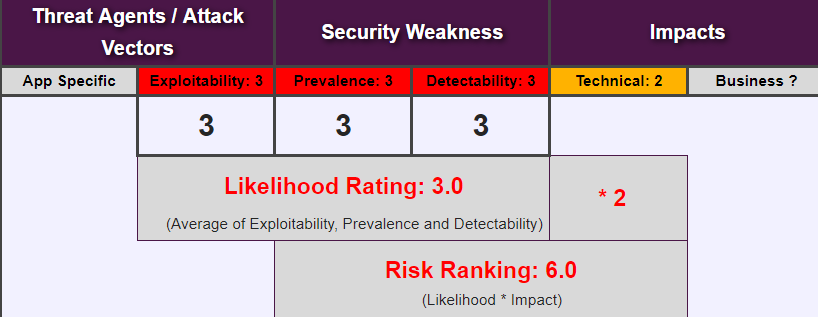 Threat Agents / Attack
Vectors
Security Weakness
Impacts
App Specific
Exploitability: 3
Prevalence: 3
Detectability: 3
Technical: 2
Business ?
3
3
3
Likelihood Rating: 3.0
(Average of Exploitability, Prevalence and Detectability)
* 2
Risk Ranking: 6.0
(Likelihood * Impact)